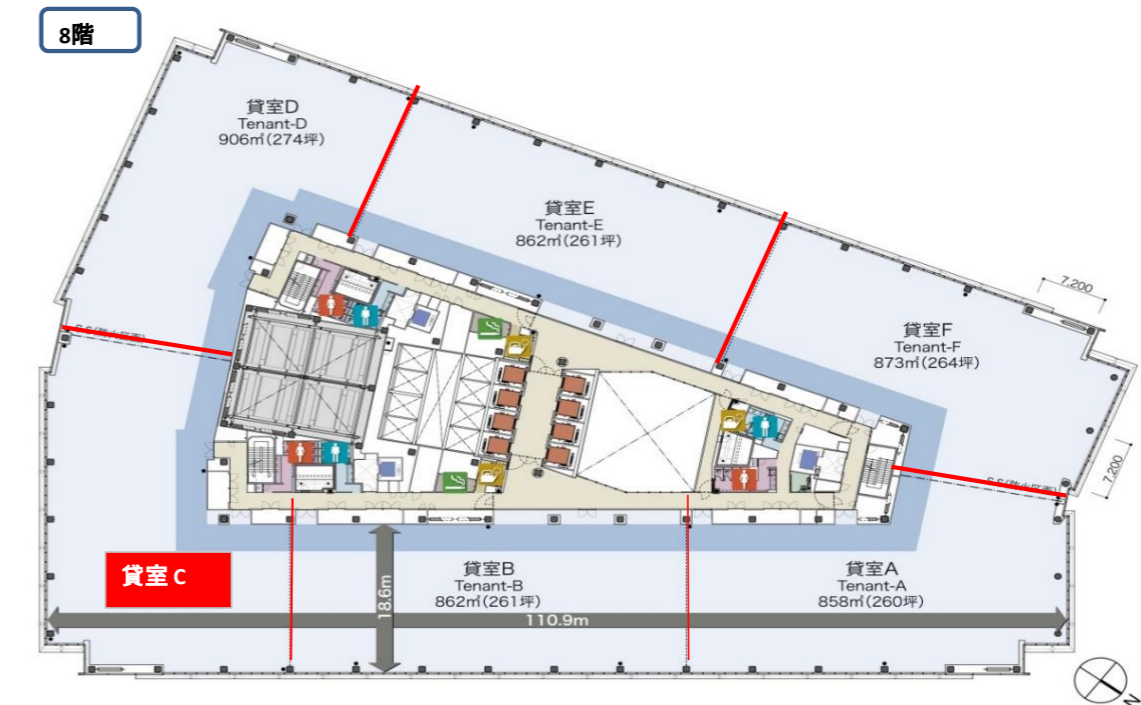 8階
貸室D
Tenant-D
906㎡(274坪)
貸室E
Tenant-E
862㎡(261坪)
7,200
貸室F
Tenant-F
873㎡(264坪)
7,200
貸室 C
18.6m
貸室B
Tenant-B
862㎡(261坪)
貸室A
Tenant-A
858㎡(260坪)
110.9m
N